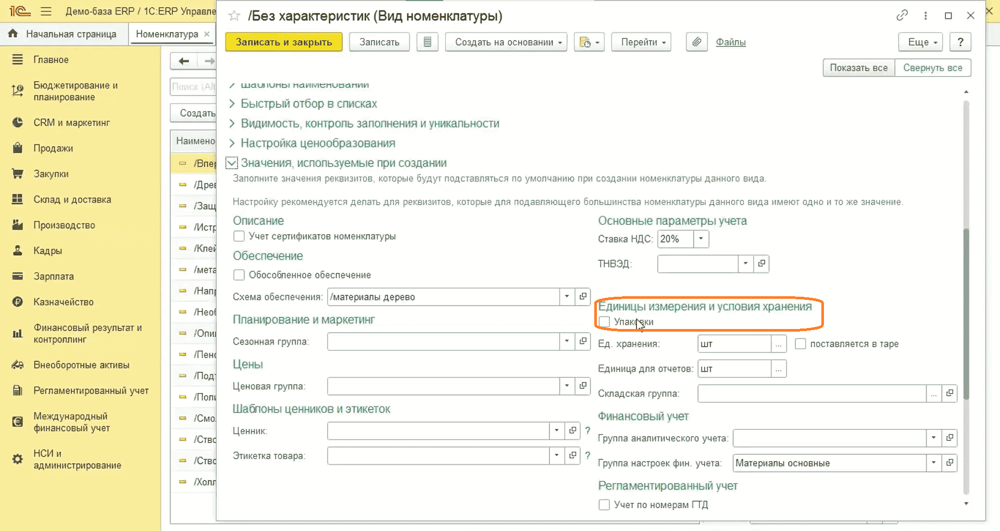 1С Демо-база ERP / 1С:ERP Управле
Начальная страница
Номенклатура
Главное
Бюджетирование и
планирование
CRM и маркетинг
Продажи
Закупки
Склад и доставка
Производство
Кадры
Зарплата
Казначейство
Финансовый результат и
контроллинг
Внеоборотные активы
Регламентированный учет
Международный
финансовый учет
НСИ и
администрирование
Поиск (Alt
Создать
Наимено
/Впер
/Древ
/Защ
/Истр
/Клей
/мета
/Напр
/Необ
/Опи
/Пено
/Подт
/Поли
/Смол
/Ство
/Ство
/Холл
/Без характеристик (Вид номенклатуры)
Записать и закрыть
Записать
Создать на основании
Перейти
Файлы
Еще
?
Показать все
Свернуть все
Шаблоны наименований
Быстрый отбор в списках
Видимость, контроль заполнения и уникальности
Настройка ценообразования
Значения, используемые при создании
Заполните значения реквизитов, которые будут подставляться по умолчанию при создании номенклатуры данного вида.
Настройку рекомендуется делать для реквизитов, которые для подавляющего большинства номенклатуры данного вида имеют одно и то же значение.
Описание
Учет сертификатов номенклатуры
Обеспечение
Обособленное обеспечение
Схема обеспечения: /материалы дерево
Планирование и маркетинг
Сезонная группа:
Цены
Ценовая группа:
Шаблоны ценников и этикеток
Ценник: ?
Этикетка товара: ?
Основные параметры учета
Ставка НДС: 20%
ТНВЭД:
Единицы измерения и условия хранения
Упаковки
Ед. хранения: шт ... поставляется в таре
Единица для отчетов: шт ...
Складская группа: ...
Финансовый учет
Группа аналитического учета:
Группа настроек фин. учета: Материалы основные
Регламентированный учет
Учет по номерам ГТД